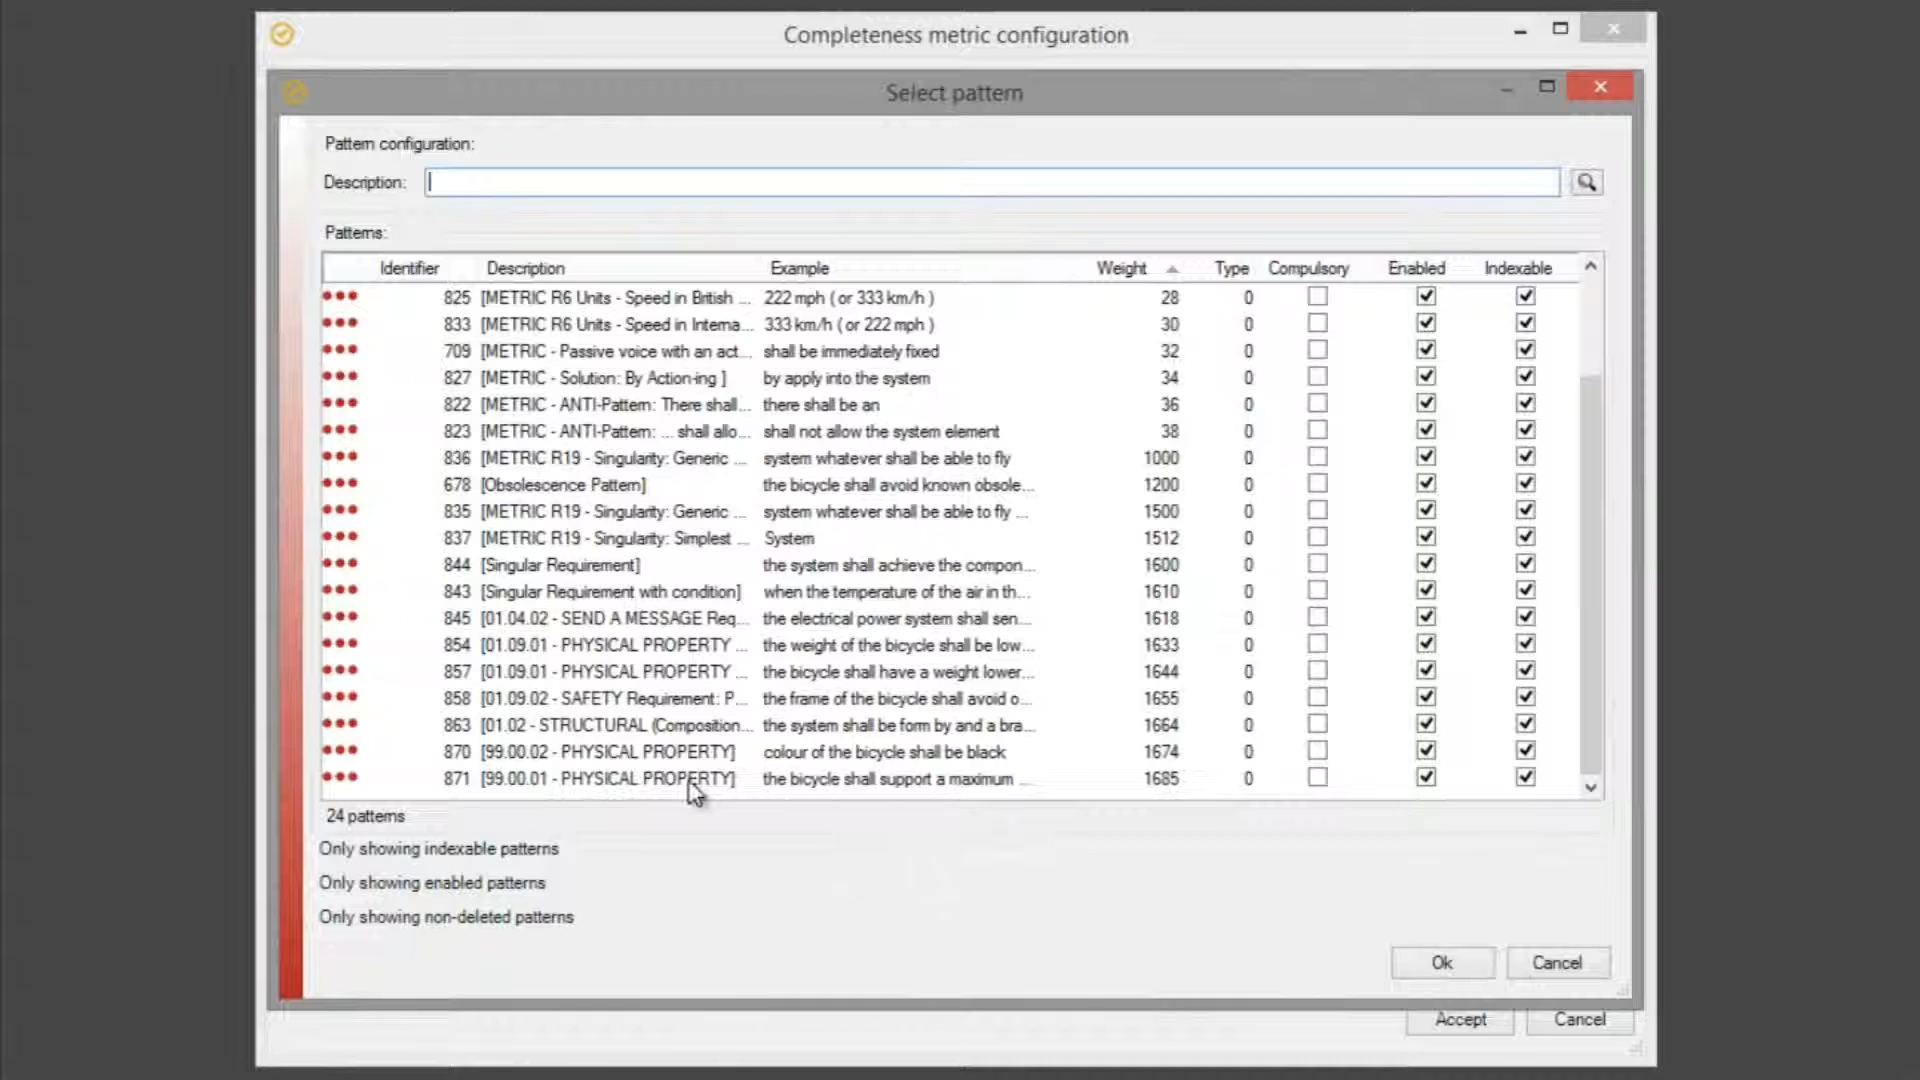 Completeness metric configuration
Select pattern
Pattern configuration:
Description:
Patterns:
Identifier Description Example Weight Type Compulsory Enabled Indexable
825 [METRIC R6 Units - Speed in British ... 222 mph ( or 333 km/h ) 28 0
833 [METRIC R6 Units - Speed in Interna... 333 km/h ( or 222 mph ) 30 0
709 [METRIC - Passive voice with an act... shall be immediately fixed 32 0
827 [METRIC - Solution: By Action-ing ] by apply into the system 34 0
822 [METRIC - ANTI-Pattern: There shall... there shall be an 36 0
823 [METRIC - ANTI-Pattern: ... shall allo... shall not allow the system element 38 0
836 [METRIC R19 - Singularity: Generic ... system whatever shall be able to fly 1000 0
678 [Obsolescence Pattern] the bicycle shall avoid known obsole... 1200 0
835 [METRIC R19 - Singularity: Generic ... system whatever shall be able to fly ... 1500 0
837 [METRIC R19 - Singularity: Simplest ... System 1512 0
844 [Singular Requirement] the system shall achieve the compon... 1600 0
843 [Singular Requirement with condition] when the temperature of the air in th... 1610 0
845 [01.04.02 - SEND A MESSAGE Req... the electrical power system shall sen... 1618 0
854 [01.09.01 - PHYSICAL PROPERTY ... the weight of the bicycle shall be low... 1633 0
857 [01.09.01 - PHYSICAL PROPERTY ... the bicycle shall have a weight lower... 1644 0
858 [01.09.02 - SAFETY Requirement: P... the frame of the bicycle shall avoid o... 1655 0
863 [01.02 - STRUCTURAL (Composition... the system shall be form by and a bra... 1664 0
870 [99.00.02 - PHYSICAL PROPERTY] colour of the bicycle shall be black 1674 0
871 [99.00.01 - PHYSICAL PROPERTY] the bicycle shall support a maximum ... 1685 0
24 patterns
Only showing indexable patterns
Only showing enabled patterns
Only showing non-deleted patterns
Ok Cancel
Accept Cancel